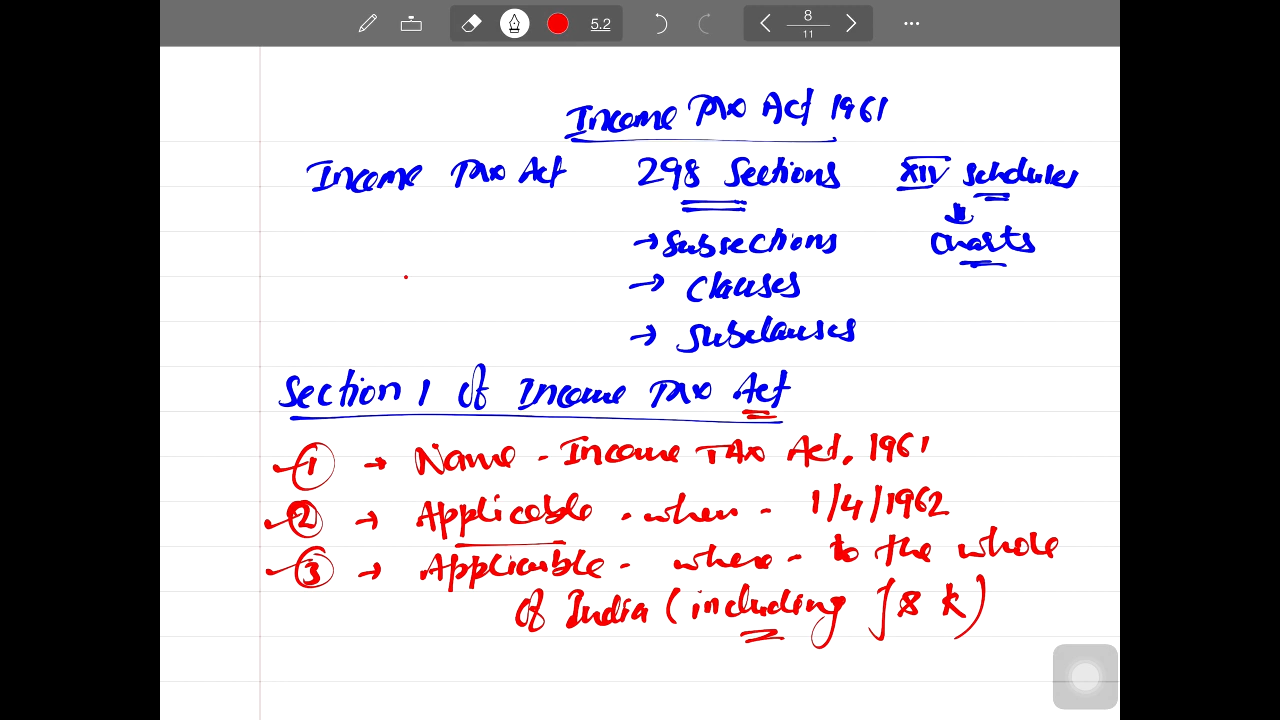 5.2
8
11
Income Tax Act 1961
Income Tax Act 298 Sections XIV schdules
→ Subsections Charts
→ Clauses
→ Subclauses
Section 1 of Income Tax Act
1 → Name - Income TAx Act, 1961
2 → Applicable - when - 1/4/1962
3 → Applicable - where - to the whole
of India (including J & K)